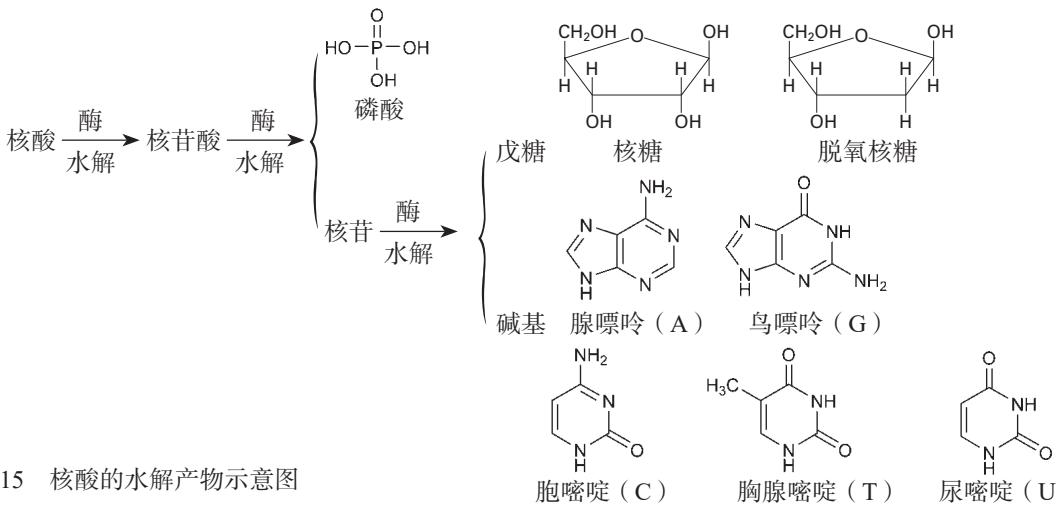 O
HO—P—OH
OH
磷酸
CH₂OH O OH
H H H H
OH OH
核糖
CH₂OH O OH
H H H H
OH H
脱氧核糖
戊糖
核酸 酶 水解 核苷酸 酶 水解
核苷 酶 水解
NH₂
N N
N N
H
腺嘌呤(A)
O
N NH
N N NH₂
H
鸟嘌呤(G)
碱基
NH₂
N
N O
H
胞嘧啶(C)
O
H₃C NH
N O
H
胸腺嘧啶(T)
O
NH
N O
H
尿嘧啶(U
15 核酸的水解产物示意图